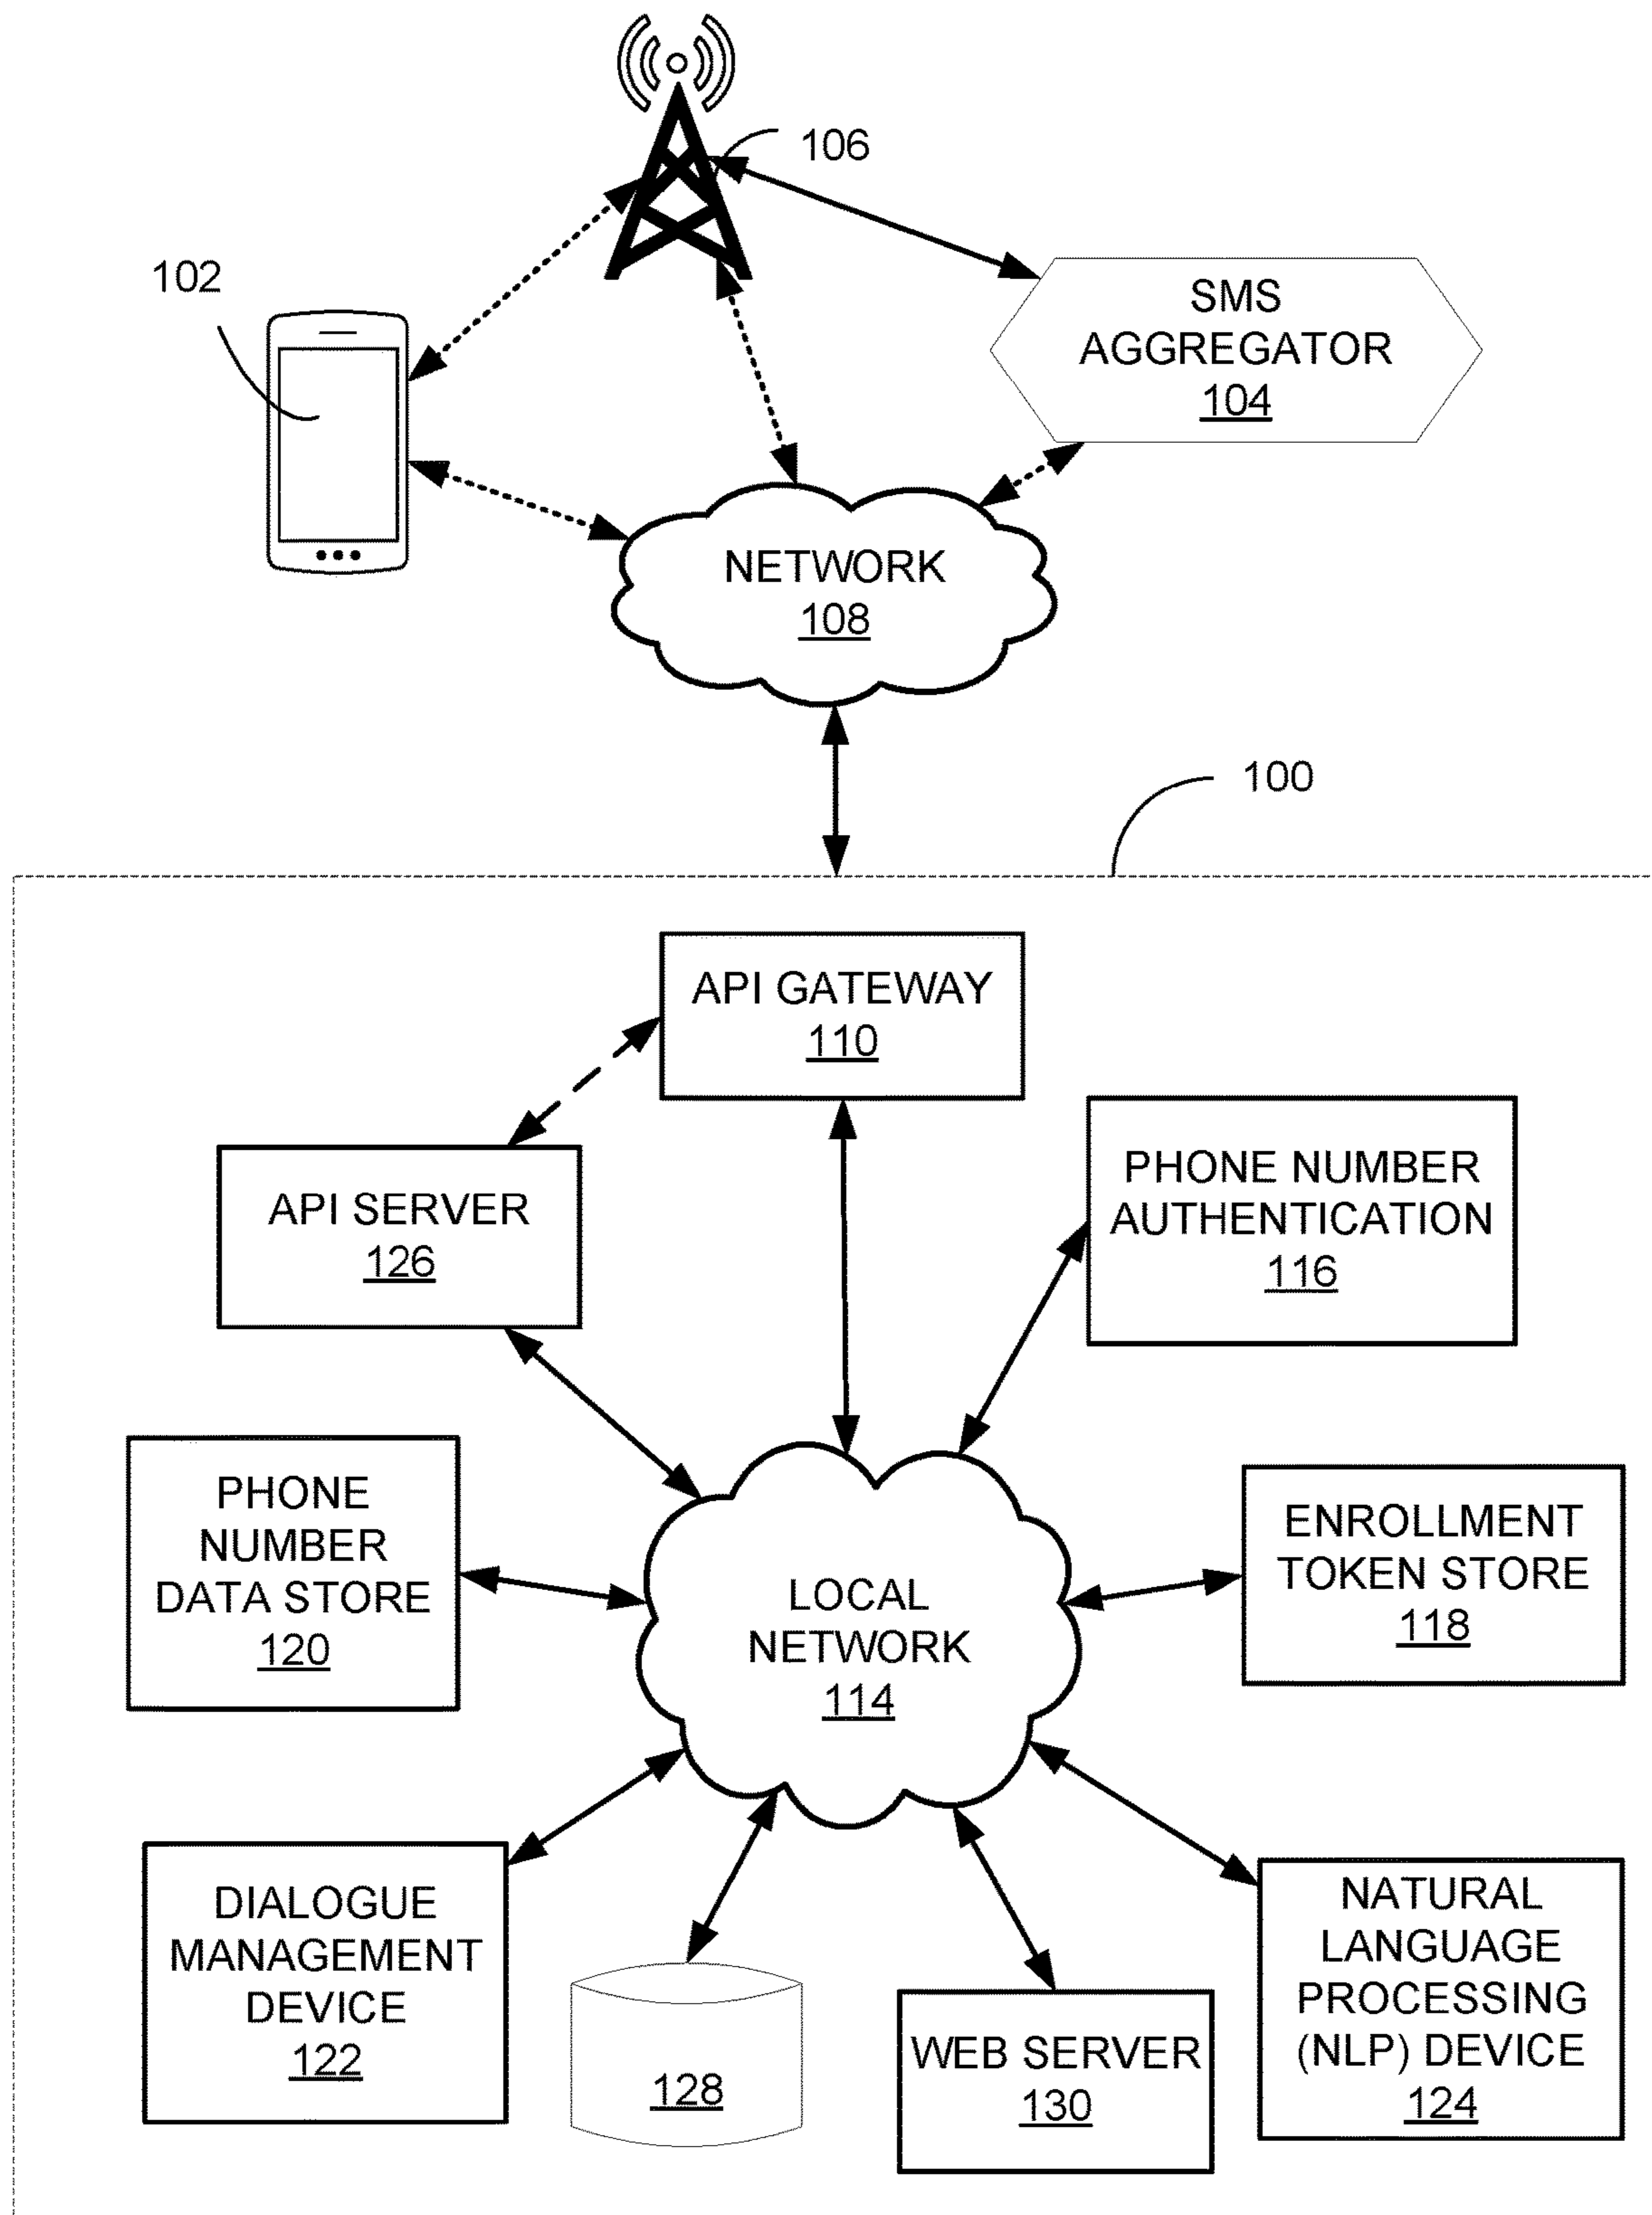 106
102
SMS
AGGREGATOR
104
NETWORK
108
100
API GATEWAY
110
PHONE NUMBER
AUTHENTICATION
116
API SERVER
126
PHONE
NUMBER
DATA STORE
120
ENROLLMENT
TOKEN STORE
118
LOCAL
NETWORK
114
DIALOGUE
MANAGEMENT
DEVICE
122
128
WEB SERVER
130
NATURAL
LANGUAGE
PROCESSING
(NLP) DEVICE
124